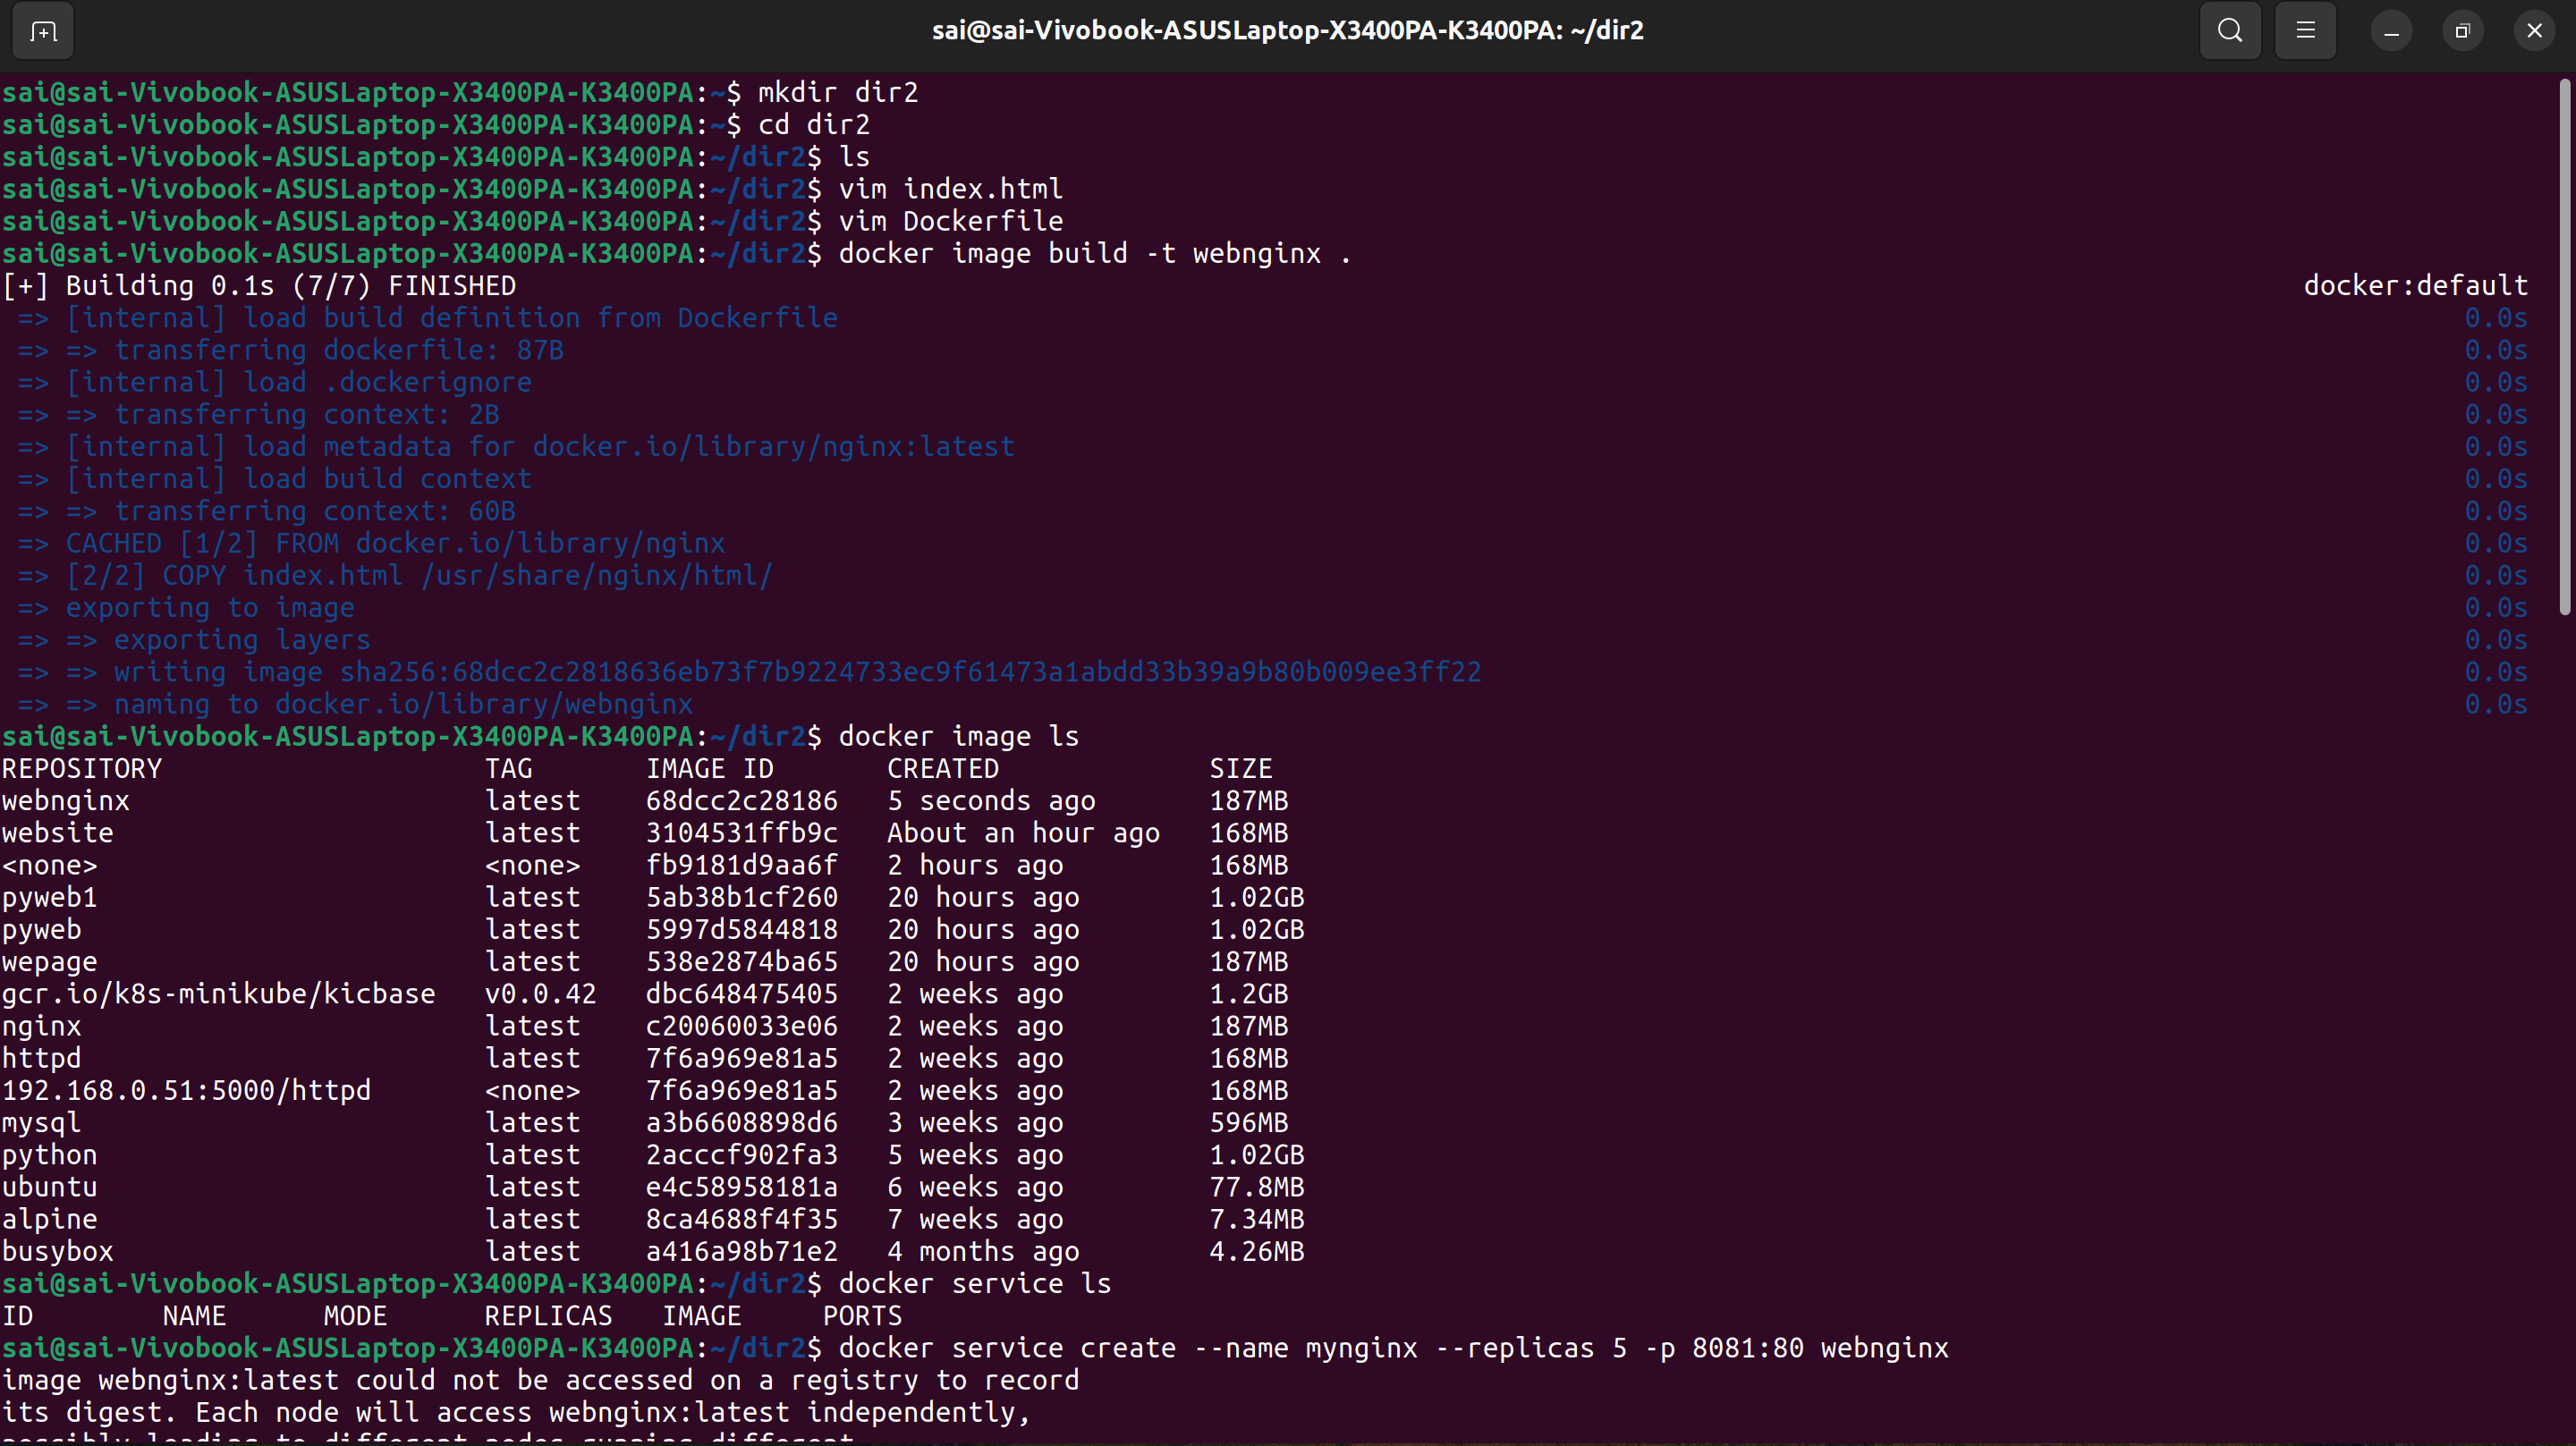 sai@sai-Vivobook-ASUSLaptop-X3400PA-K3400PA: ~/dir2
sai@sai-Vivobook-ASUSLaptop-X3400PA-K3400PA:~$ mkdir dir2
sai@sai-Vivobook-ASUSLaptop-X3400PA-K3400PA:~$ cd dir2
sai@sai-Vivobook-ASUSLaptop-X3400PA-K3400PA:~/dir2$ ls
sai@sai-Vivobook-ASUSLaptop-X3400PA-K3400PA:~/dir2$ vim index.html
sai@sai-Vivobook-ASUSLaptop-X3400PA-K3400PA:~/dir2$ vim Dockerfile
sai@sai-Vivobook-ASUSLaptop-X3400PA-K3400PA:~/dir2$ docker image build -t webnginx .
[+] Building 0.1s (7/7) FINISHED docker:default
=> [internal] load build definition from Dockerfile 0.0s
=> => transferring dockerfile: 87B 0.0s
=> [internal] load .dockerignore 0.0s
=> => transferring context: 2B 0.0s
=> [internal] load metadata for docker.io/library/nginx:latest 0.0s
=> [internal] load build context 0.0s
=> => transferring context: 60B 0.0s
=> CACHED [1/2] FROM docker.io/library/nginx 0.0s
=> [2/2] COPY index.html /usr/share/nginx/html/ 0.0s
=> exporting to image 0.0s
=> => exporting layers 0.0s
=> => writing image sha256:68dcc2c2818636eb73f7b9224733ec9f61473a1abdd33b39a9b80b009ee3ff22 0.0s
=> => naming to docker.io/library/webnginx 0.0s
sai@sai-Vivobook-ASUSLaptop-X3400PA-K3400PA:~/dir2$ docker image ls
REPOSITORY TAG IMAGE ID CREATED SIZE
webnginx latest 68dcc2c28186 5 seconds ago 187MB
website latest 3104531ffb9c About an hour ago 168MB
<none> <none> fb9181d9aa6f 2 hours ago 168MB
pyweb1 latest 5ab38b1cf260 20 hours ago 1.02GB
pyweb latest 5997d5844818 20 hours ago 1.02GB
wepage latest 538e2874ba65 20 hours ago 187MB
gcr.io/k8s-minikube/kicbase v0.0.42 dbc648475405 2 weeks ago 1.2GB
nginx latest c20060033e06 2 weeks ago 187MB
httpd latest 7f6a969e81a5 2 weeks ago 168MB
192.168.0.51:5000/httpd <none> 7f6a969e81a5 2 weeks ago 168MB
mysql latest a3b6608898d6 3 weeks ago 596MB
python latest 2acccf902fa3 5 weeks ago 1.02GB
ubuntu latest e4c58958181a 6 weeks ago 77.8MB
alpine latest 8ca4688f4f35 7 weeks ago 7.34MB
busybox latest a416a98b71e2 4 months ago 4.26MB
sai@sai-Vivobook-ASUSLaptop-X3400PA-K3400PA:~/dir2$ docker service ls
ID NAME MODE REPLICAS IMAGE PORTS
sai@sai-Vivobook-ASUSLaptop-X3400PA-K3400PA:~/dir2$ docker service create --name mynginx --replicas 5 -p 8081:80 webnginx
image webnginx:latest could not be accessed on a registry to record
its digest. Each node will access webnginx:latest independently,
possibly leading to different nodes running different